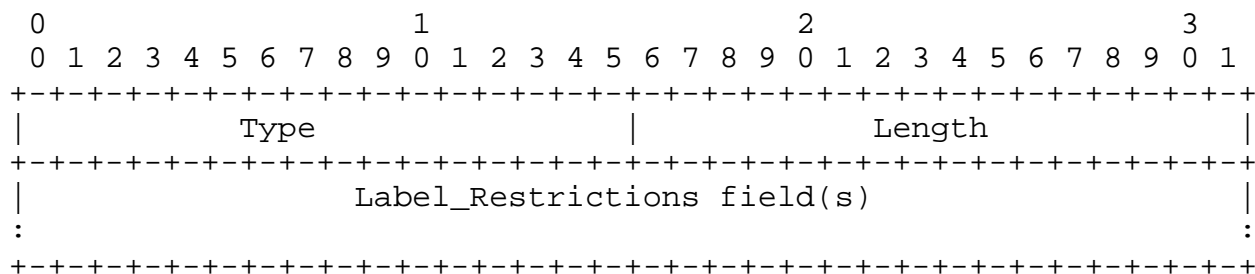 0                   1                   2                   3
 0 1 2 3 4 5 6 7 8 9 0 1 2 3 4 5 6 7 8 9 0 1 2 3 4 5 6 7 8 9 0 1
+-+-+-+-+-+-+-+-+-+-+-+-+-+-+-+-+-+-+-+-+-+-+-+-+-+-+-+-+-+-+-+-+
|           Type                |            Length             |
+-+-+-+-+-+-+-+-+-+-+-+-+-+-+-+-+-+-+-+-+-+-+-+-+-+-+-+-+-+-+-+-+
|                 Label_Restrictions field(s)                   |
:                                                               :
+-+-+-+-+-+-+-+-+-+-+-+-+-+-+-+-+-+-+-+-+-+-+-+-+-+-+-+-+-+-+-+-+